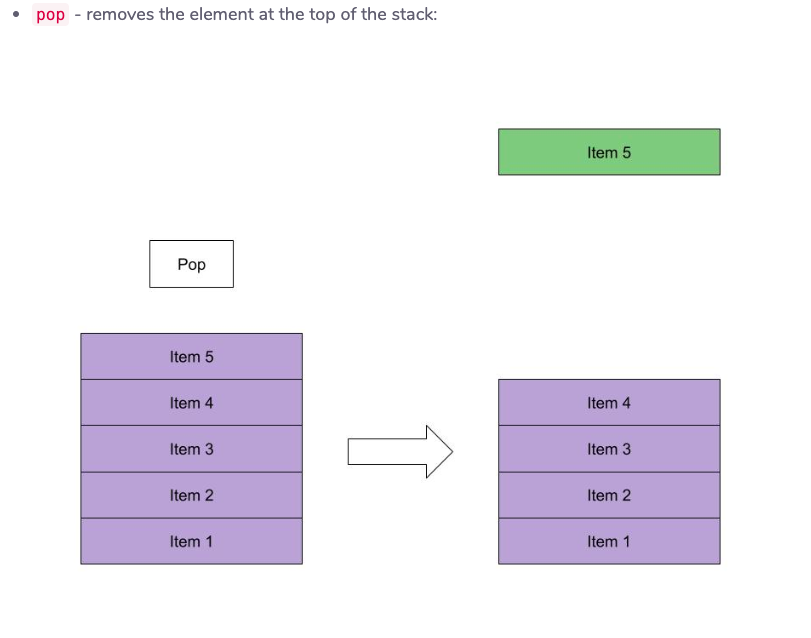 • pop - removes the element at the top of the stack:
Item 5
Pop
Item 5
Item 4
Item 3
Item 2
Item 1
Item 4
Item 3
Item 2
Item 1